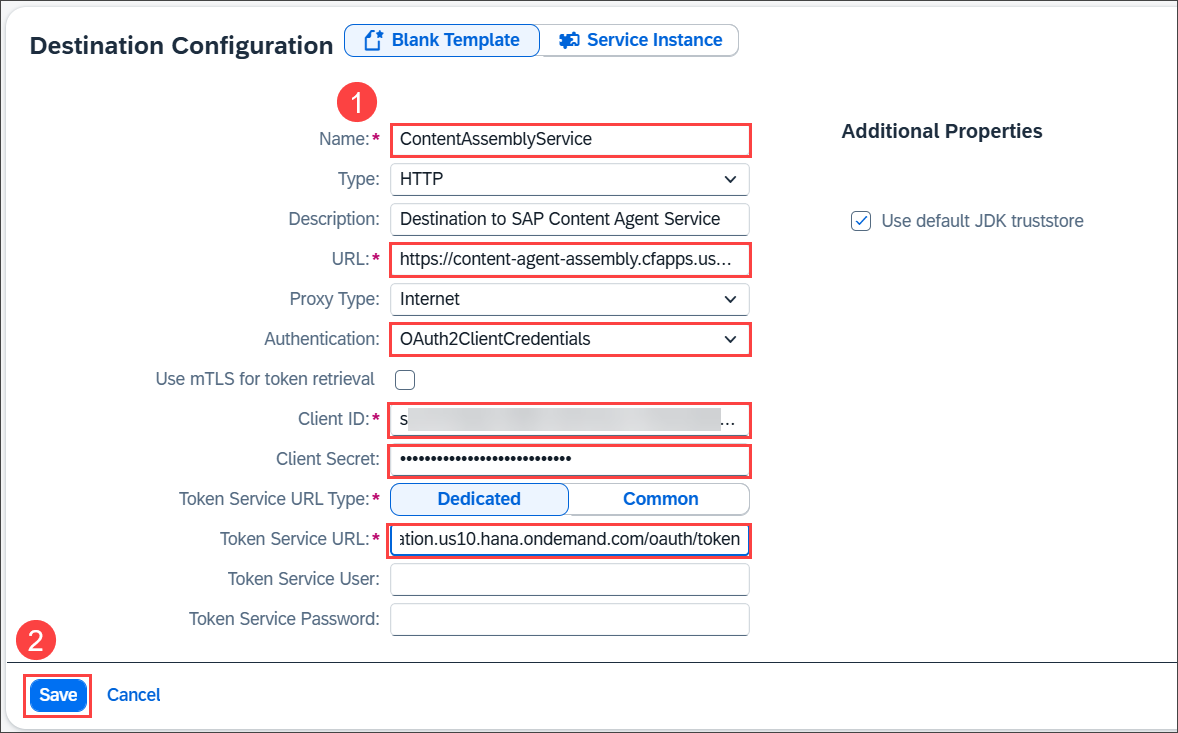 Destination Configuration Blank Template Service Instance
1
Name:* ContentAssemblyService
Additional Properties
Type: HTTP
Description: Destination to SAP Content Agent Service
Use default JDK truststore
URL:* https://content-agent-assembly.cfapps.us...
Proxy Type: Internet
Authentication: OAuth2ClientCredentials
Use mTLS for token retrieval
Client ID:* s ...
Client Secret: ••••••••••••••••••••••••••••
Token Service URL Type:* Dedicated Common
Token Service URL:* ation.us10.hana.ondemand.com/oauth/token
Token Service User:
Token Service Password:
2
Save Cancel